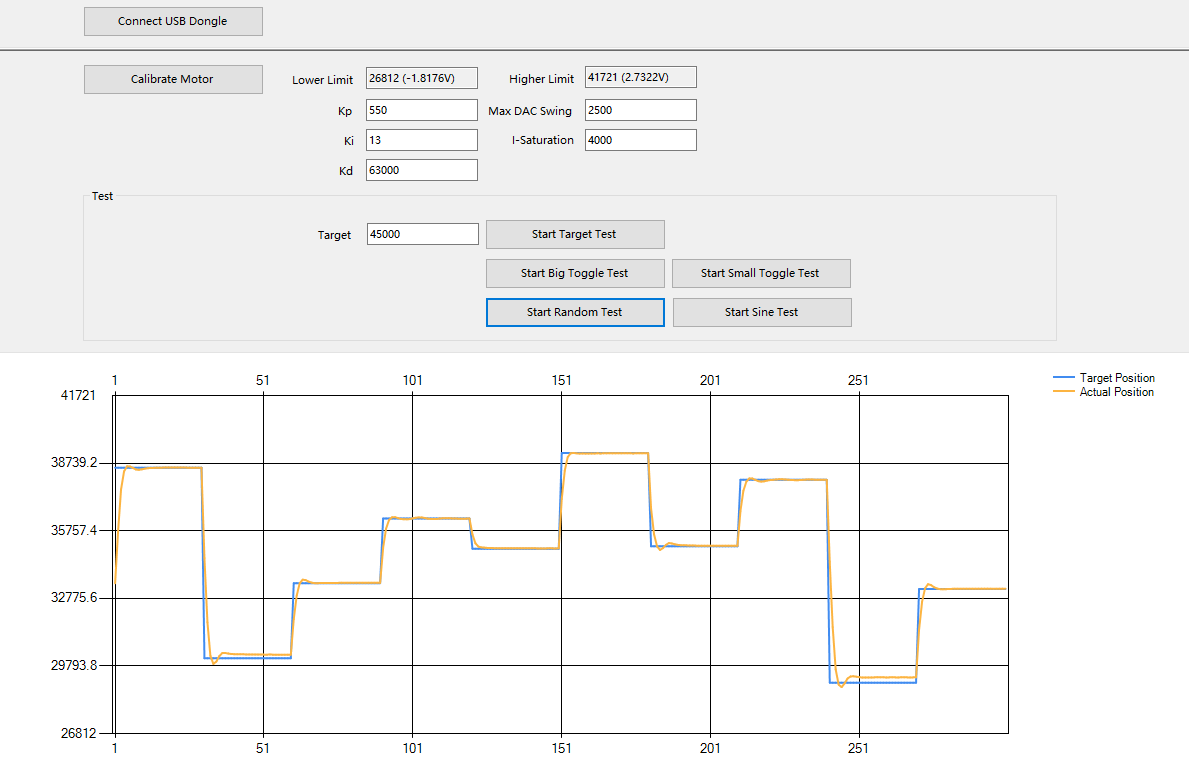 Connect USB Dongle
Calibrate Motor
Lower Limit 26812 (-1.8176V) Higher Limit 41721 (2.7322V)
Kp 550 Max DAC Swing 2500
Ki 13 I-Saturation 4000
Kd 63000
Test
Target 45000 Start Target Test
Start Big Toggle Test Start Small Toggle Test
Start Random Test Start Sine Test
1 51 101 151 201 251
Target Position
Actual Position
41721
38739.2
35757.4
32775.6
29793.8
26812
1 51 101 151 201 251